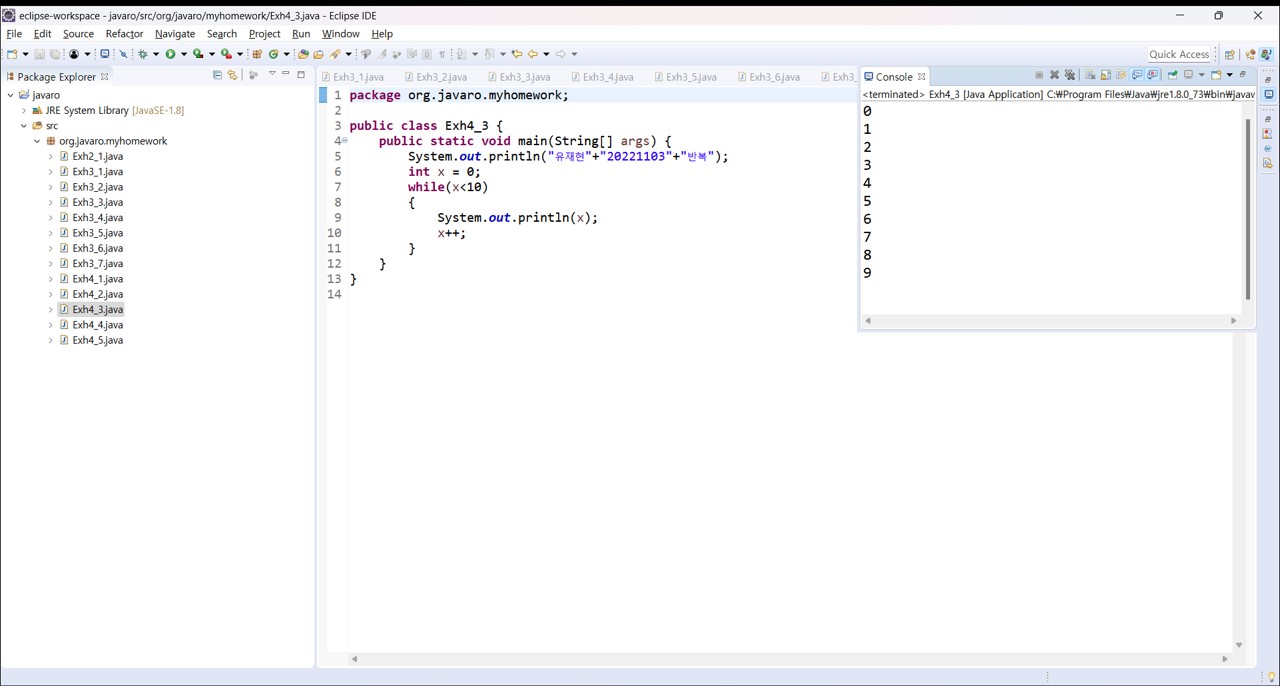 eclipse-workspace - javaro/src/org/javaro/myhomework/Exh4_3.java - Eclipse IDE
File Edit Source Refactor Navigate Search Project Run Window Help
Quick Access
Package Explorer
javaro
JRE System Library [JavaSE-1.8]
src
org.javaro.myhomework
Exh2_1.java
Exh3_1.java
Exh3_2.java
Exh3_3.java
Exh3_4.java
Exh3_5.java
Exh3_6.java
Exh3_7.java
Exh4_1.java
Exh4_2.java
Exh4_3.java
Exh4_4.java
Exh4_5.java
Exh3_1.java Exh3_2.java Exh3_3.java Exh3_4.java Exh3_5.java Exh3_6.java Exh3_
1 package org.javaro.myhomework;
2
3 public class Exh4_3 {
4 public static void main(String[] args) {
5 System.out.println("유재현"+"20221103"+"반복");
6 int x = 0;
7 while(x<10)
8 {
9 System.out.println(x);
10 x++;
11 }
12 }
13 }
14
Console
<terminated> Exh4_3 [Java Application] C:₩Program Files₩Java₩jre1.8.0_73₩bin₩javaw
0
1
2
3
4
5
6
7
8
9